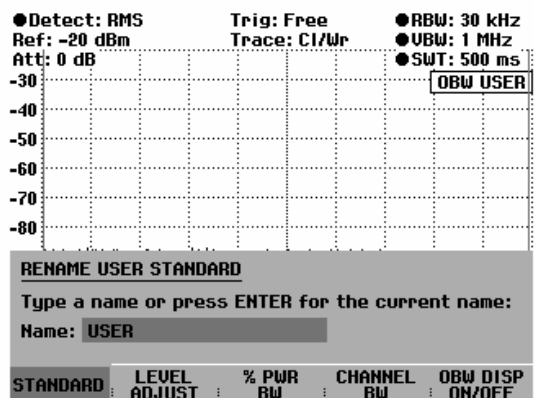 ●Detect: RMS Trig: Free ●RBW: 30 kHz
Ref: -20 dBm Trace: Cl/Wr ●VBW: 1 MHz
Att: 0 dB ●SWT: 500 ms
-30 OBW USER
-40
-50
-60
-70
-80
RENAME USER STANDARD
Type a name or press ENTER for the current name:
Name: USER
STANDARD LEVEL ADJUST % PWR BW CHANNEL BW OBW DISP ON/OFF